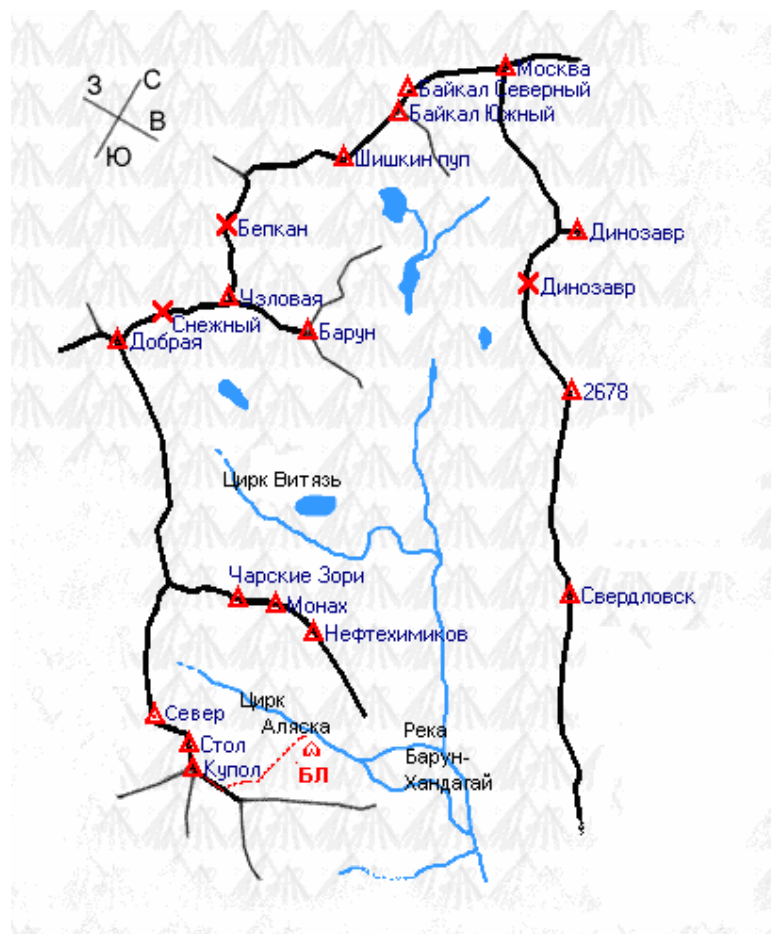 С
З
В
Ю
Москва
Байкал Северный
Байкал Южный
Шишкин пуп
Бепкан
Динозавр
Динозавр
Чзловая
Снежный
Добрая
Барун
2678
Цирк Витязь
Чарские Зори
Монах
Нефтехимиков
Свердловск
Север
Стол
Купол
Цирк
Аляска
БЛ
Река
Барун-
Хандагай